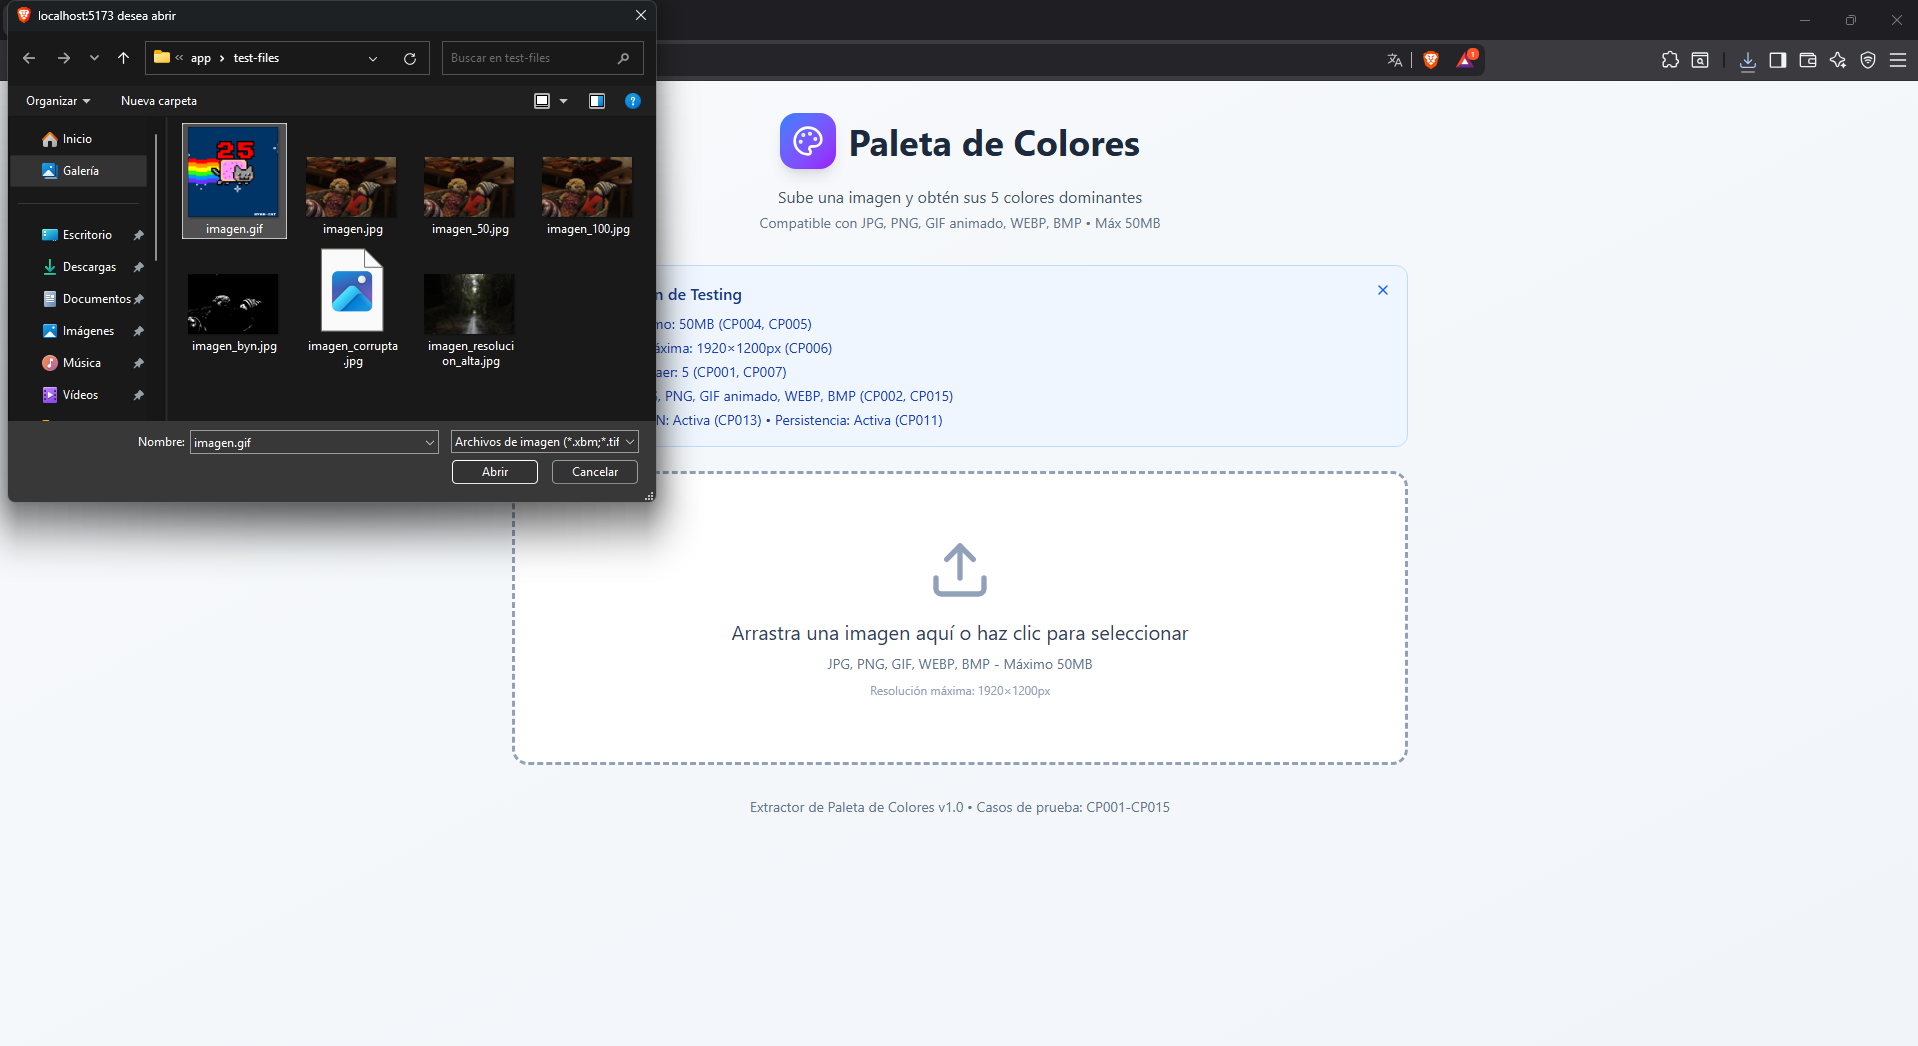 localhost:5173 desea abrir
app
test-files
Buscar en test-files
Organizar
Nueva carpeta
Inicio
Galería
Escritorio
Descargas
Documentos
Imágenes
Música
Vídeos
25
imagen.gif
imagen.jpg
imagen_50.jpg
imagen_100.jpg
imagen_byn.jpg
imagen_corrupta
.jpg
imagen_resoluci
on_alta.jpg
Nombre:
imagen.gif
Archivos de imagen (*.xbm;*.tif
Abrir
Cancelar
1
Paleta de Colores
Sube una imagen y obtén sus 5 colores dominantes
Compatible con JPG, PNG, GIF animado, WEBP, BMP • Máx 50MB
n de Testing
mo: 50MB (CP004, CP005)
áxima: 1920×1200px (CP006)
aer: 5 (CP001, CP007)
, PNG, GIF animado, WEBP, BMP (CP002, CP015)
N: Activa (CP013) • Persistencia: Activa (CP011)
Arrastra una imagen aquí o haz clic para seleccionar
JPG, PNG, GIF, WEBP, BMP - Máximo 50MB
Resolución máxima: 1920×1200px
Extractor de Paleta de Colores v1.0 • Casos de prueba: CP001-CP015